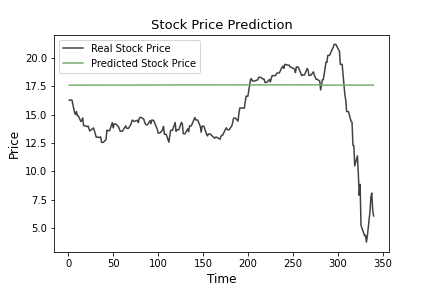 Stock Price Prediction
Real Stock Price
Predicted Stock Price
Price
20.0
17.5
15.0
12.5
10.0
7.5
5.0
0 50 100 150 200 250 300 350
Time